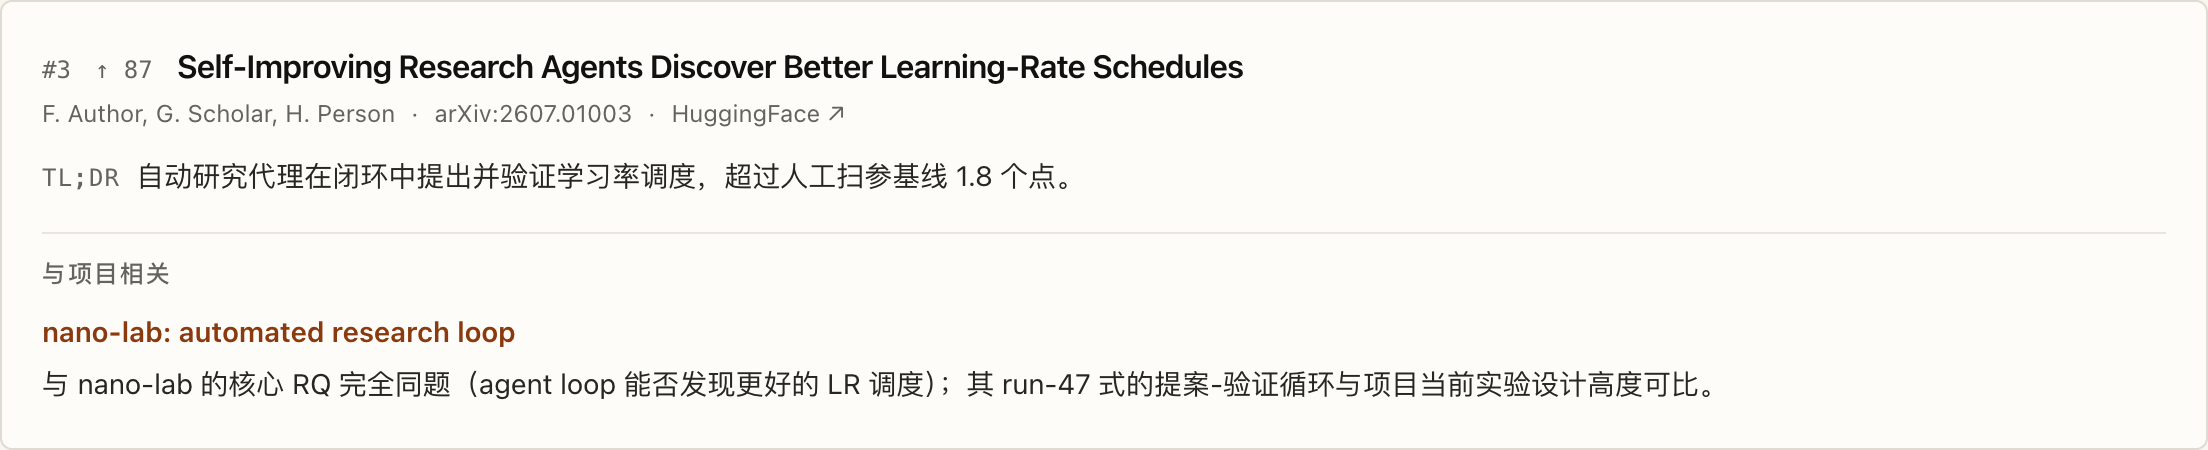 #3 ↑ 87 Self-Improving Research Agents Discover Better Learning-Rate Schedules
F. Author, G. Scholar, H. Person · arXiv:2607.01003 · HuggingFace ↗
TL;DR 自动研究代理在闭环中提出并验证学习率调度，超过人工扫参基线 1.8 个点。
与项目相关
nano-lab: automated research loop
与 nano-lab 的核心 RQ 完全同题（agent loop 能否发现更好的 LR 调度）；其 run-47 式的提案-验证循环与项目当前实验设计高度可比。